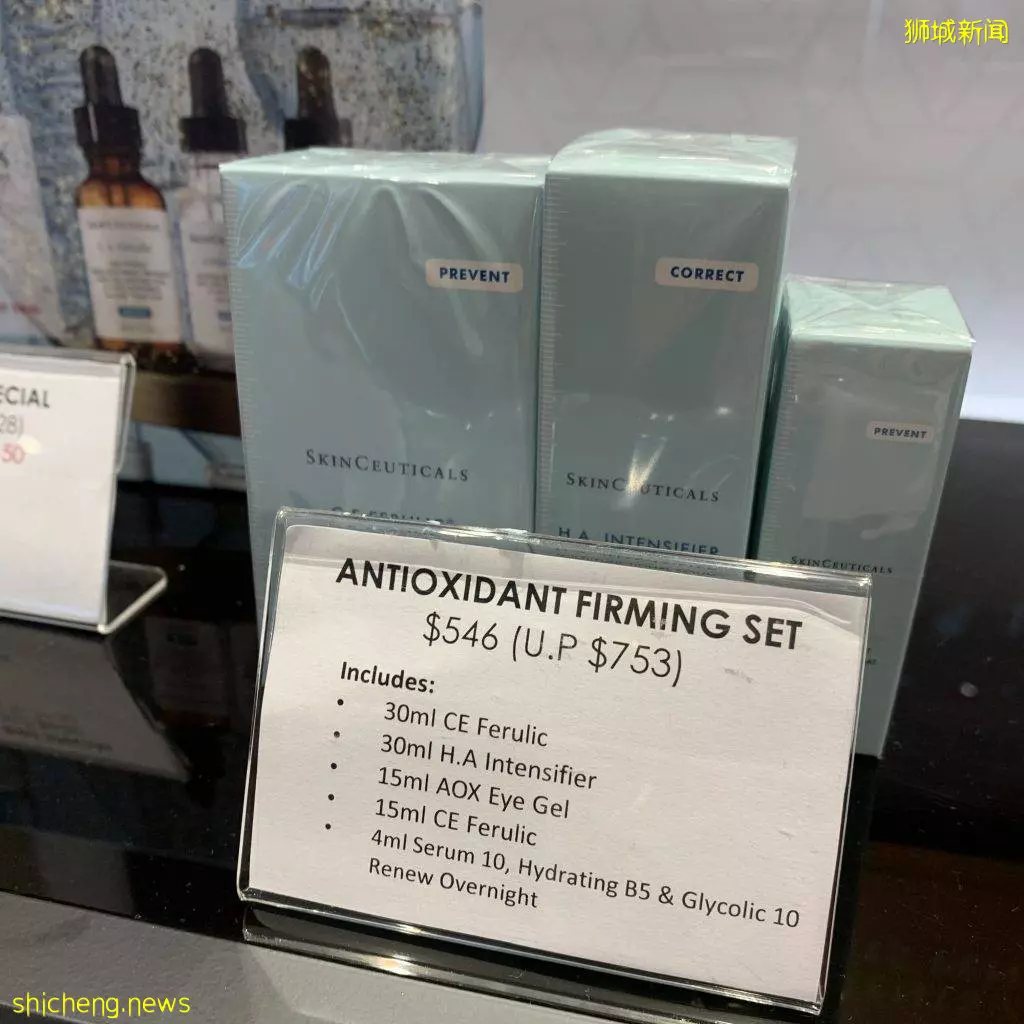 狮城新闻
PREVENT
CORRECT
PREVENT
SKINCEUTICALS
SKINCEUTICALS
H.A. INTENSIFIER
SKINCEUTICALS
ECIAL
28)
50
ANTIOXIDANT FIRMING SET
$546 (U.P $753)
Includes:
• 30ml CE Ferulic
• 30ml H.A Intensifier
• 15ml AOX Eye Gel
• 15ml CE Ferulic
• 4ml Serum 10, Hydrating B5 & Glycolic 10
Renew Overnight
shicheng.news